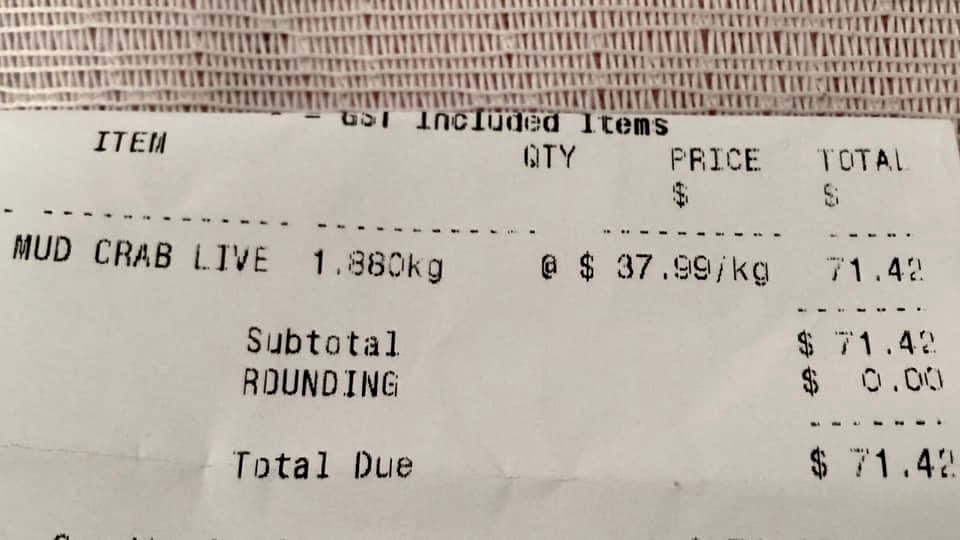 - GST Included Items
ITEM QTY PRICE TOTAL
$ $
MUD CRAB LIVE 1.880kg @ $ 37.99/kg 71.42
Subtotal $ 71.42
ROUNDING $ 0.00
Total Due $ 71.42